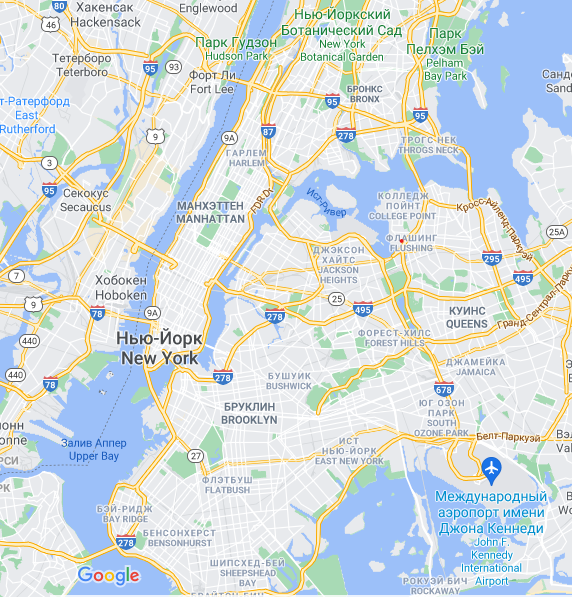 80
Хакенсак
Hackensack
Englewood
46
Нью-Йоркский
Ботанический Сад
New York
Botanical Garden
Парк Гудзон
Hudson Park
Парк
Пелхэм Бэй
Pelham
Bay Park
Тетерборо
Teterboro
95
93
Форт Ли
Fort Lee
95
БРОНКС
BRONX
95
95
т-Ратерфорд
East
Rutherford
9
9A
87
278
ТРОГС-НЕК
THROGS NECK
3
ГАРЛЕМ
HARLEM
95
Секокус
Secaucus
МАНХЭТТЕН
MANHATTAN
FDR Dr
Ист-Ривер
КОЛЛЕДЖ
ПОЙНТ
COLLEGE POINT
Кросс-Айленд-Паркуэй
25A
ФЛАШИНГ
FLUSHING
ДЖЭКСОН
ХАЙТС
JACKSON
HEIGHTS
295
495
7
9
Хобокен
Hoboken
78
9A
25
278
495
КУИНС
QUEENS
Гранд-Сентрал-Парку
Нью-Йорк
New York
ФОРЕСТ-ХИЛС
FOREST HILLS
440
440
78
278
БУШУИК
BUSHWICK
ДЖАМЕЙКА
JAMAICA
678
БРУКЛИН
BROOKLYN
ЮГ ОЗОН
ПАРК
SOUTH
OZONE PARK
Белт-Паркуэй
Залив Аппер
Upper Bay
27
ИСТ
НЬЮ-ЙОРК
EAST NEW YORK
ФЛЭТБУШ
FLATBUSH
Международный
аэропорт имени
Джона Кеннеди
John F.
Kennedy
International
Airport
БЭЙ-РИДЖ
BAY RIDGE
БЕНСОНХЕРСТ
BENSONHURST
278
ШИПСХЕД-БЕЙ
SHEEPSHEAD
BAY
Google
РОКУЭЙ БИЧ
ROCKAWAY